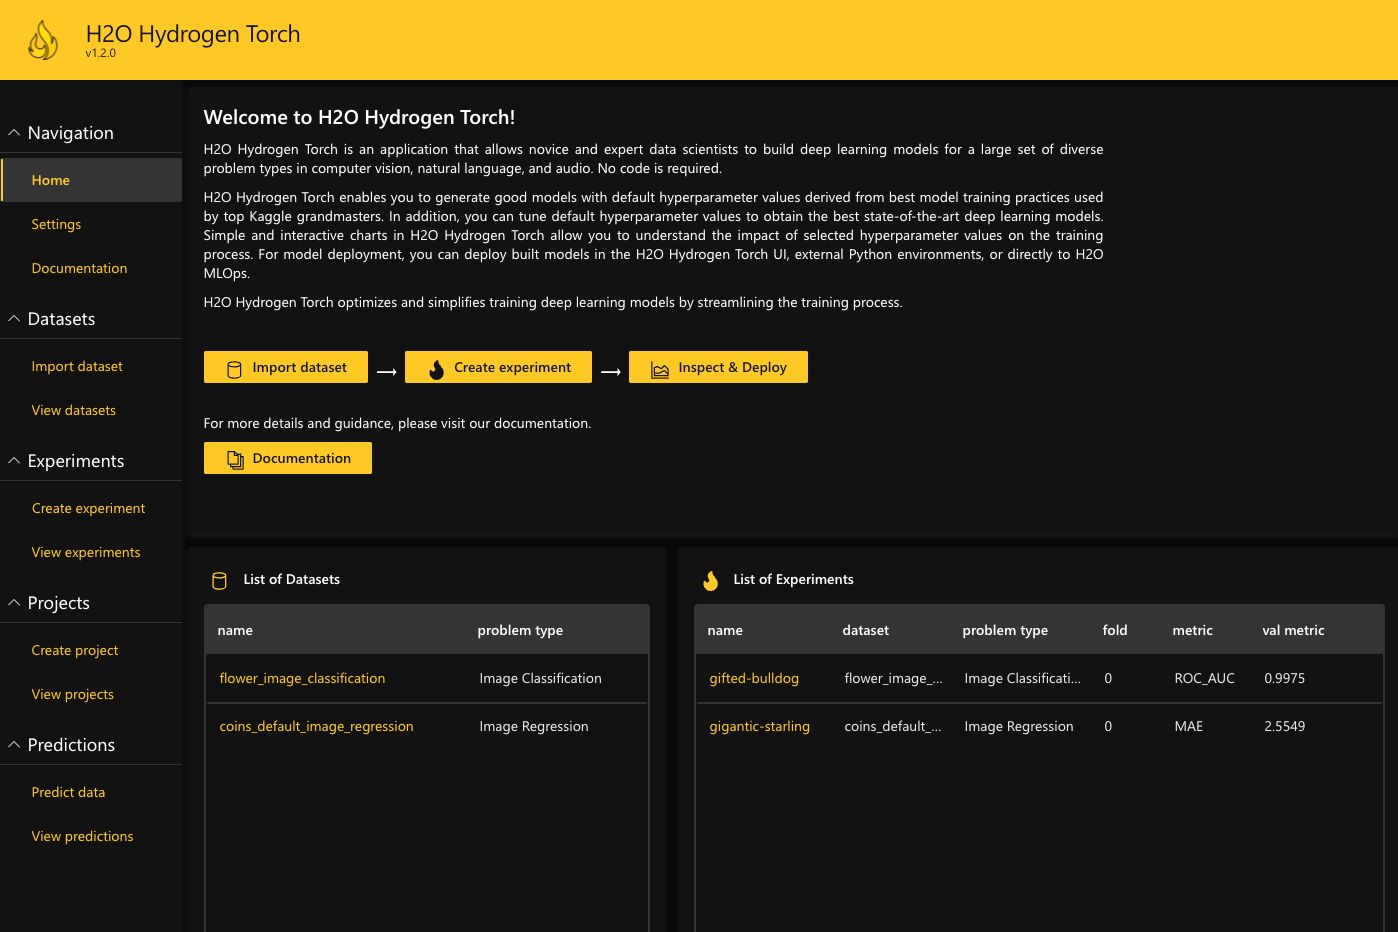 H2O Hydrogen Torch
v1.2.0
Navigation
Home
Settings
Documentation
Datasets
Import dataset
View datasets
Experiments
Create experiment
View experiments
Projects
Create project
View projects
Predictions
Predict data
View predictions
Welcome to H2O Hydrogen Torch!
H2O Hydrogen Torch is an application that allows novice and expert data scientists to build deep learning models for a large set of diverse
problem types in computer vision, natural language, and audio. No code is required.
H2O Hydrogen Torch enables you to generate good models with default hyperparameter values derived from best model training practices used
by top Kaggle grandmasters. In addition, you can tune default hyperparameter values to obtain the best state-of-the-art deep learning models.
Simple and interactive charts in H2O Hydrogen Torch allow you to understand the impact of selected hyperparameter values on the training
process. For model deployment, you can deploy built models in the H2O Hydrogen Torch UI, external Python environments, or directly to H2O
MLOps.
H2O Hydrogen Torch optimizes and simplifies training deep learning models by streamlining the training process.
Import dataset → Create experiment → Inspect & Deploy
For more details and guidance, please visit our documentation.
Documentation
List of Datasets
name problem type
flower_image_classification Image Classification
coins_default_image_regression Image Regression
List of Experiments
name dataset problem type fold metric val metric
gifted-bulldog flower_image_... Image Classificati... 0 ROC_AUC 0.9975
gigantic-starling coins_default_... Image Regression 0 MAE 2.5549